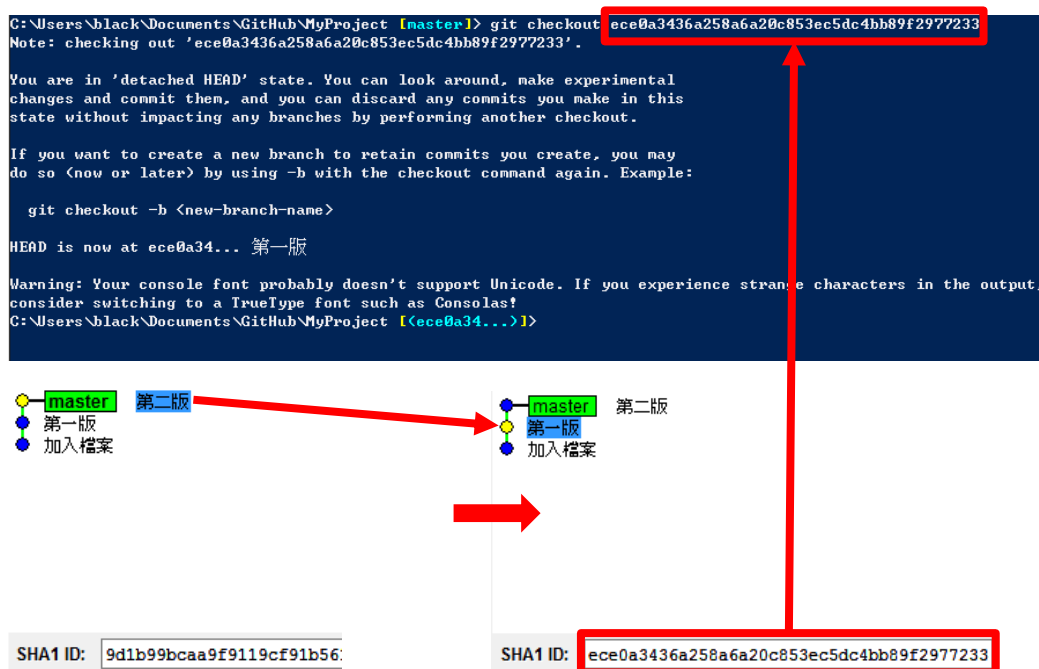 C:\Users\black\Documents\GitHub\MyProject [master]> git checkout ece0a3436a258a6a20c853ec5dc4bb89f2977233
Note: checking out 'ece0a3436a258a6a20c853ec5dc4bb89f2977233'.
You are in 'detached HEAD' state. You can look around, make experimental
changes and commit them, and you can discard any commits you make in this
state without impacting any branches by performing another checkout.
If you want to create a new branch to retain commits you create, you may
do so (now or later) by using -b with the checkout command again. Example:
git checkout -b <new-branch-name>
HEAD is now at ece0a34... 第一版
Warning: Your console font probably doesn't support Unicode. If you experience strange characters in the output,
consider switching to a TrueType font such as Consolas!
C:\Users\black\Documents\GitHub\MyProject [(ece0a34...)]>
master 第二版
第一版
加入檔案
master 第二版
第一版
加入檔案
SHA1 ID: 9d1b99bcaa9f9119cf91b56
SHA1 ID: ece0a3436a258a6a20c853ec5dc4bb89f2977233